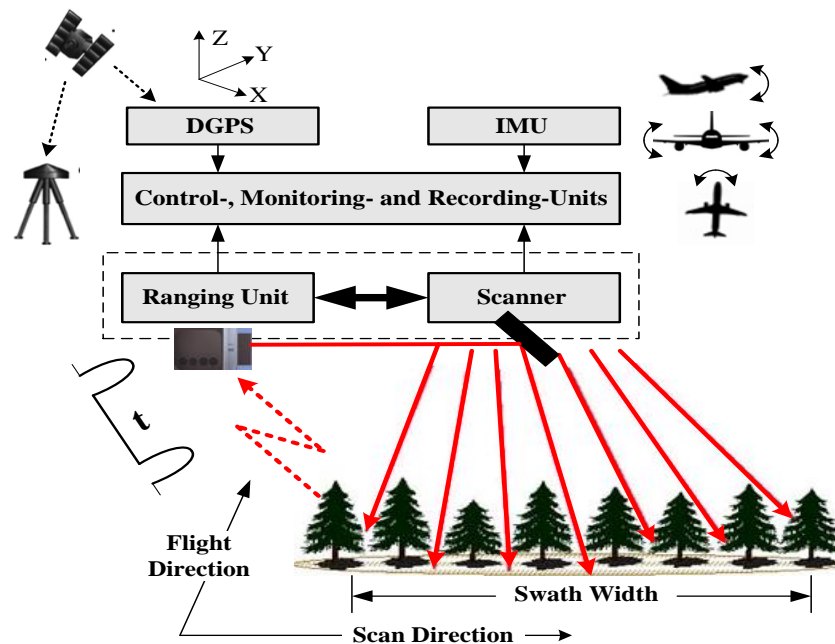 Z
Y
X
DGPS
IMU
Control-, Monitoring- and Recording-Units
Ranging Unit
Scanner
t
Flight
Direction
Swath Width
Scan Direction